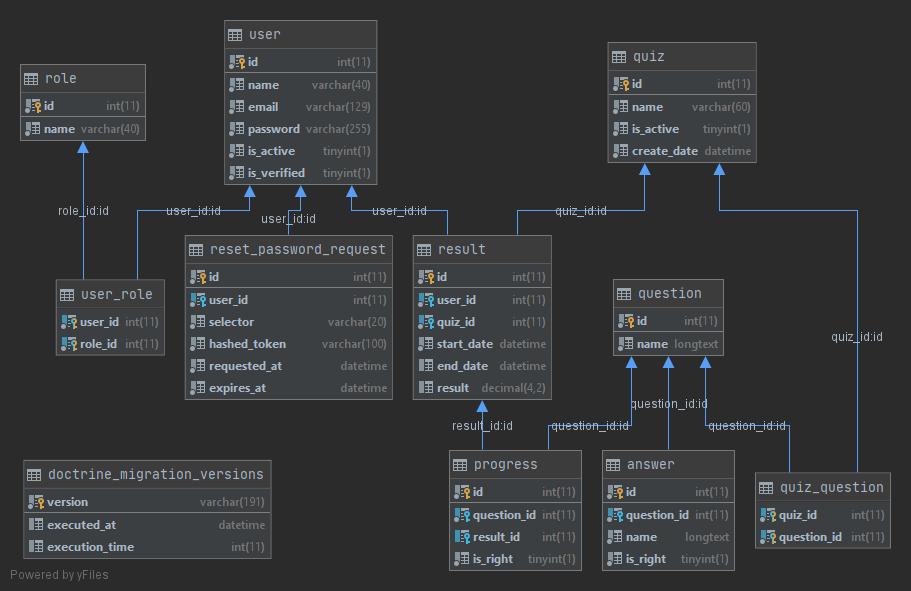 role
id int(11)
name varchar(40)
user
id int(11)
name varchar(40)
email varchar(129)
password varchar(255)
is_active tinyint(1)
is_verified tinyint(1)
quiz
id int(11)
name varchar(60)
is_active tinyint(1)
create_date datetime
role_id:id
user_id:id
user_id:id
user_id:id
quiz_id:id
user_role
user_id int(11)
role_id int(11)
reset_password_request
id int(11)
user_id int(11)
selector varchar(20)
hashed_token varchar(100)
requested_at datetime
expires_at datetime
result
id int(11)
user_id int(11)
quiz_id int(11)
start_date datetime
end_date datetime
result decimal(4,2)
question
id int(11)
name longtext
quiz_id:id
result_id:id
question_id:id
question_id:id
question_id:id
doctrine_migration_versions
version varchar(191)
executed_at datetime
execution_time int(11)
progress
id int(11)
question_id int(11)
result_id int(11)
is_right tinyint(1)
answer
id int(11)
question_id int(11)
name longtext
is_right tinyint(1)
quiz_question
quiz_id int(11)
question_id int(11)
Powered by yFiles